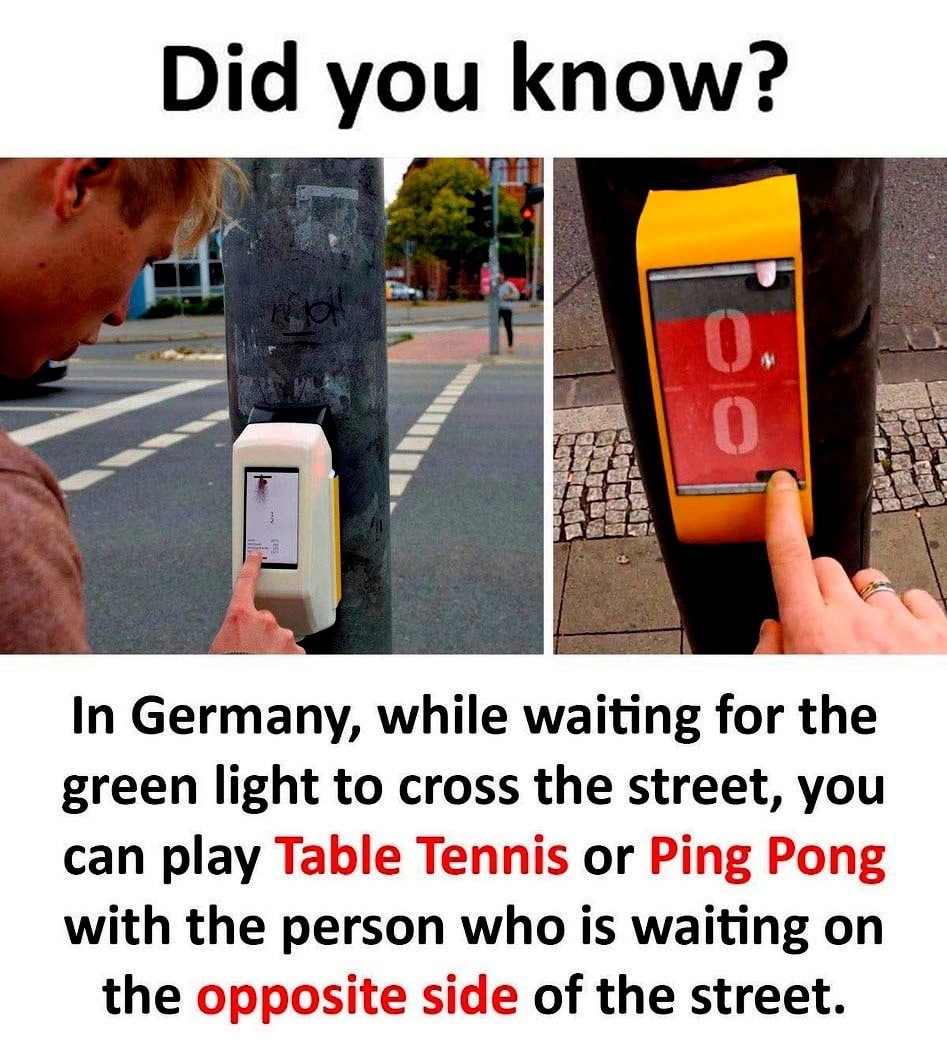 Did you know?
0
0
In Germany, while waiting for the
green light to cross the street, you
can play Table Tennis or Ping Pong
with the person who is waiting on
the opposite side of the street.